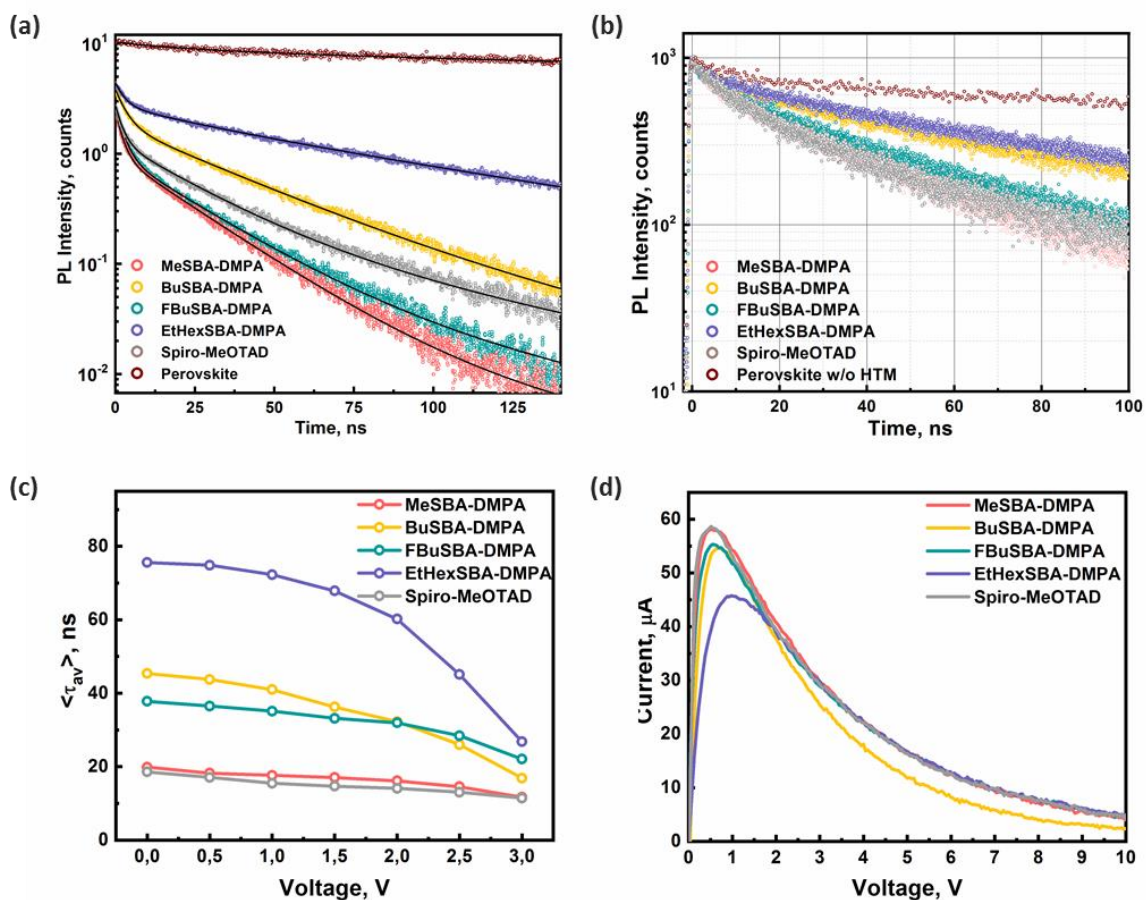 (a)
PL Intensity, counts
10¹
10⁰
10⁻¹
10⁻²
MeSBA-DMPA
BuSBA-DMPA
FBuSBA-DMPA
EtHexSBA-DMPA
Spiro-MeOTAD
Perovskite
0 25 50 75 100 125
Time, ns
(b)
PL Intensity, counts
10³
10²
10¹
MeSBA-DMPA
BuSBA-DMPA
FBuSBA-DMPA
EtHexSBA-DMPA
Spiro-MeOTAD
Perovskite w/o HTM
0 20 40 60 80 100
Time, ns
(c)
<τav>, ns
80
60
40
20
0
MeSBA-DMPA
BuSBA-DMPA
FBuSBA-DMPA
EtHexSBA-DMPA
Spiro-MeOTAD
0,0 0,5 1,0 1,5 2,0 2,5 3,0
Voltage, V
(d)
Current, µA
60
50
40
30
20
10
0
MeSBA-DMPA
BuSBA-DMPA
FBuSBA-DMPA
EtHexSBA-DMPA
Spiro-MeOTAD
0 1 2 3 4 5 6 7 8 9 10
Voltage, V